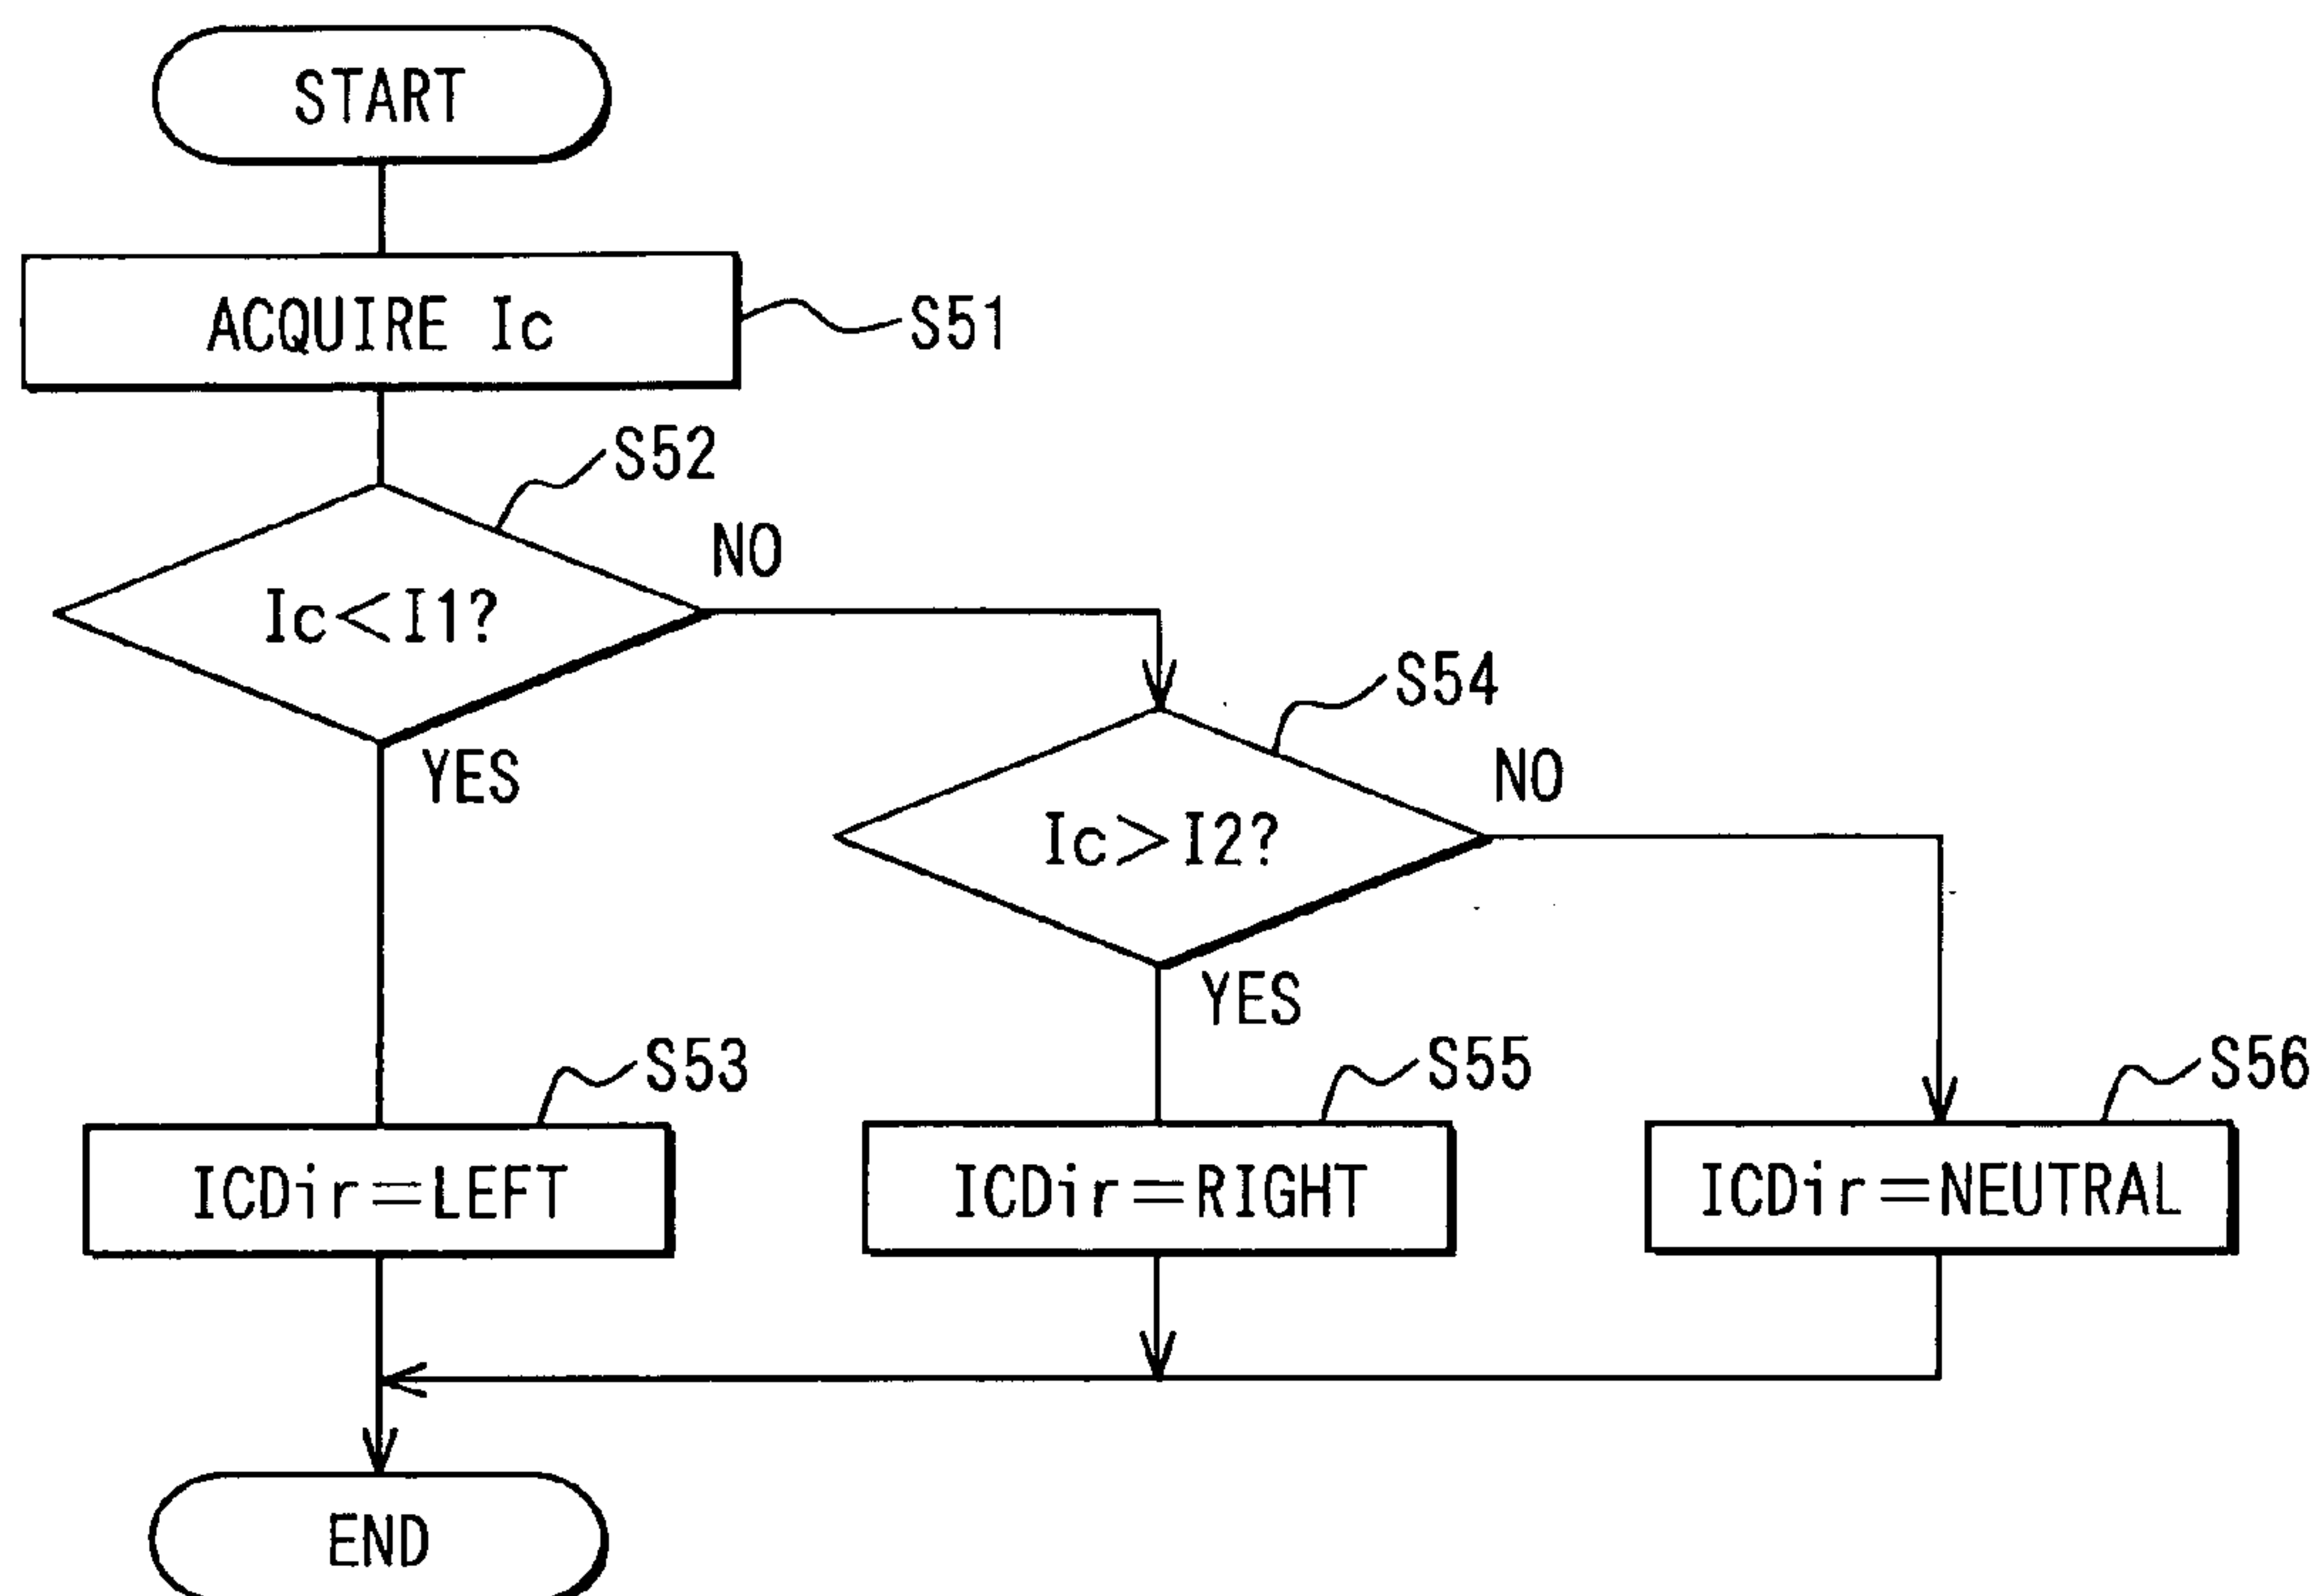 START
ACQUIRE Ic
S51
S52
Ic<I1?
NO
YES
S54
Ic>I2?
NO
YES
S53
ICDir=LEFT
S55
ICDir=RIGHT
S56
ICDir=NEUTRAL
END